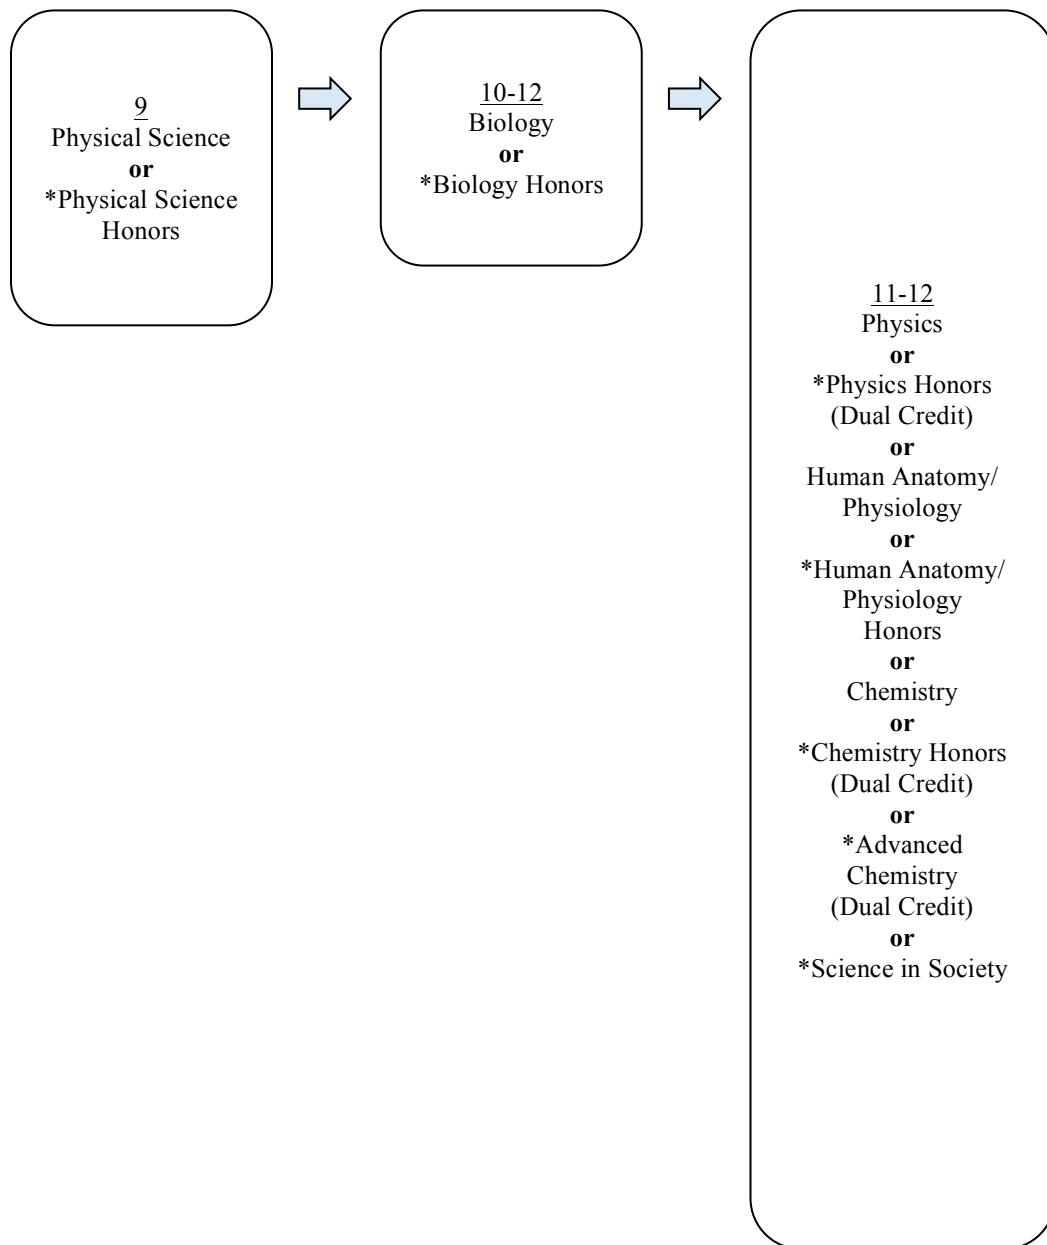 9
Physical Science
or
*Physical Science
Honors
10-12
Biology
or
*Biology Honors
11-12
Physics
or
*Physics Honors
(Dual Credit)
or
Human Anatomy/
Physiology
or
*Human Anatomy/
Physiology
Honors
or
Chemistry
or
*Chemistry Honors
(Dual Credit)
or
*Advanced
Chemistry
(Dual Credit)
or
*Science in Society